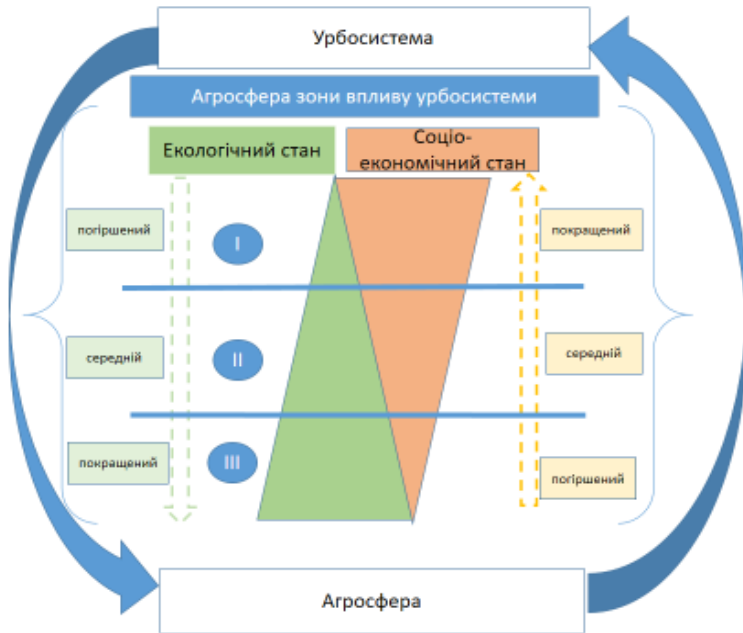 Урбосистема
Агросфера зони впливу урбосистеми
Екологічний стан
Соціо-
економічний стан
погіршений
I
покращений
середній
II
середній
покращений
III
погіршений
Агросфера